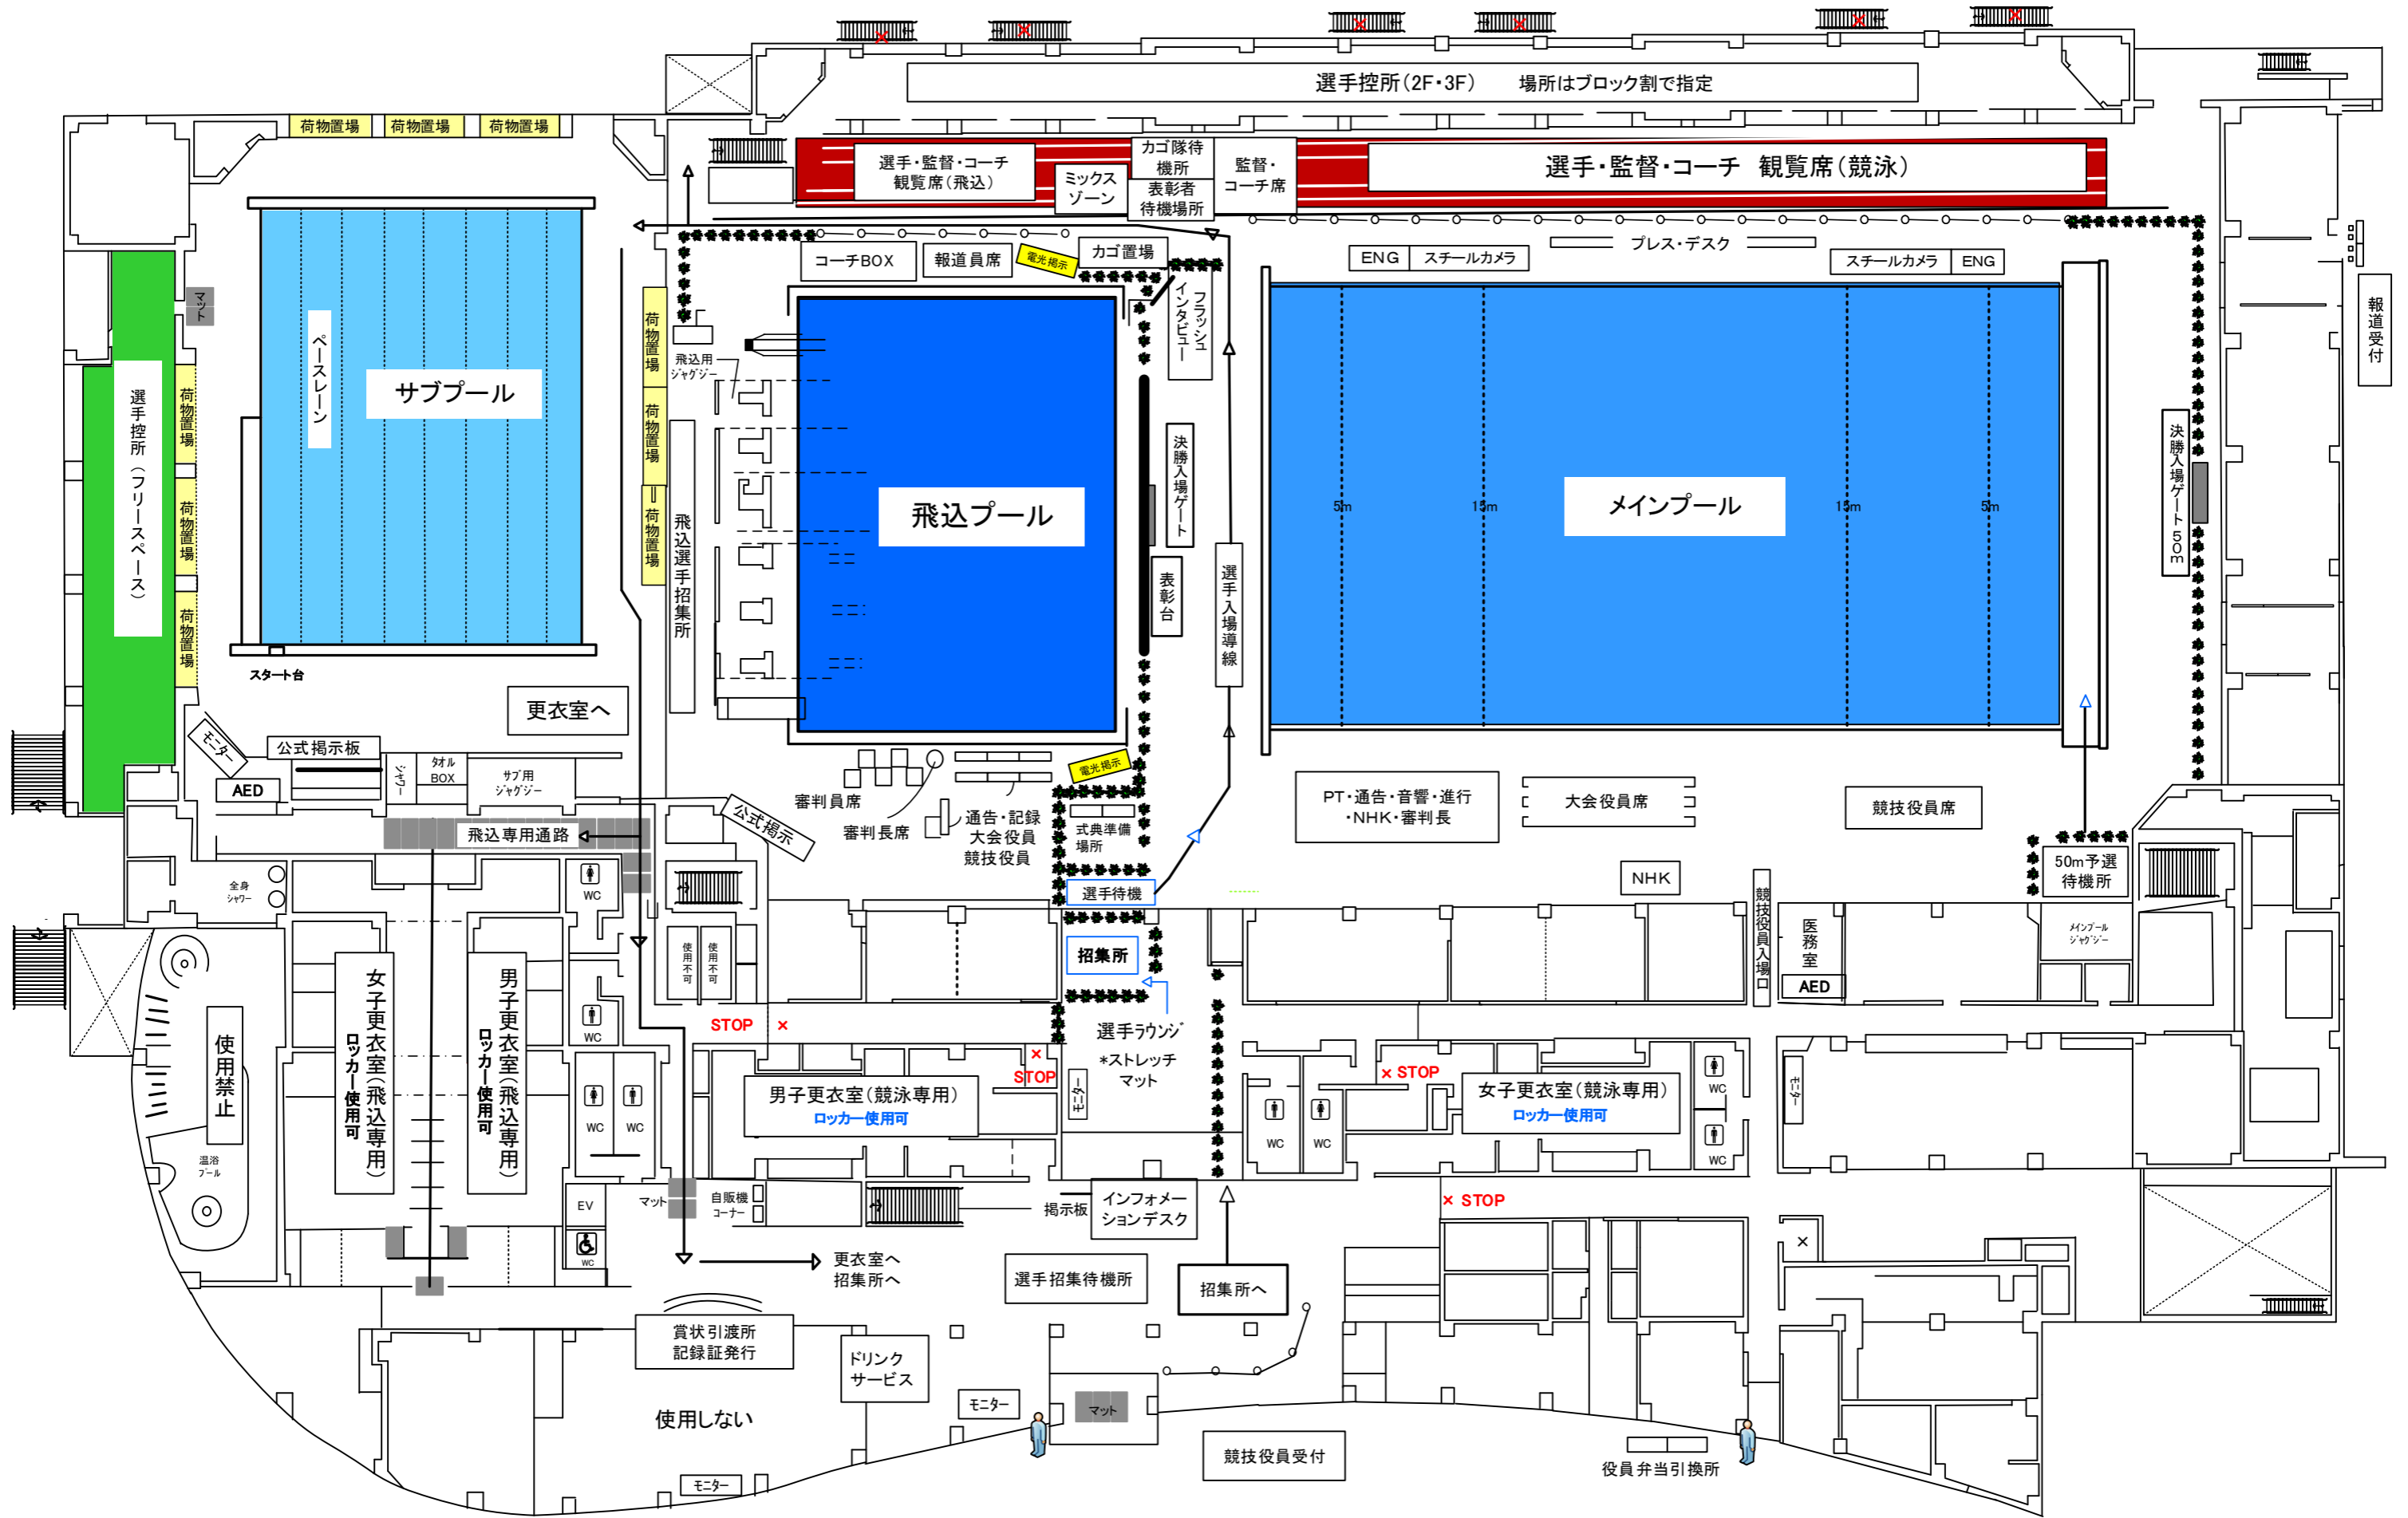 選手控所(2F・3F)　場所はブロック割で指定
荷物置場
荷物置場
荷物置場
選手・監督・コーチ
観覧席(飛込)
ミックス
ゾーン
カゴ隊待
機所
表彰者
待機場所
監督・
コーチ席
選手・監督・コーチ　観覧席(競泳)
コーチBOX
報道員席
電光掲示
カゴ置場
ENG
スチールカメラ
プレス・デスク
スチールカメラ
ENG
報道受付
マット
ペースレーン
サブプール
選手控所(フリースペース)
荷物置場
荷物置場
荷物置場
荷物置場
荷物置場
荷物置場
飛込用
ジャグジー
飛込選手招集所
飛込プール
フラッシュ
インタビュー
決勝入場ゲート
表彰台
選手入場導線
5m
15m
メインプール
15m
5m
決勝入場ゲート50m
スタート台
更衣室へ
モニター
公式掲示板
AED
シャワー
タオル
BOX
サブ用
ジャグジー
飛込専用通路
公式掲示
審判員席
審判長席
通告・記録
大会役員
競技役員
電光掲示
式典準備
場所
選手待機
PT・通告・音響・進行
・NHK・審判長
大会役員席
競技役員席
50m予選
待機所
NHK
競技役員入場口
医務室
AED
メインプール
ジャグジー
全身
シャワー
WC
使用不可
使用不可
招集所
使用禁止
温浴
プール
女子更衣室(飛込専用)
ロッカー使用可
男子更衣室(飛込専用)
ロッカー使用可
WC
WC
WC
STOP
×
×
STOP
選手ラウンジ
*ストレッチ
マット
モニター
男子更衣室(競泳専用)
ロッカー使用可
WC
WC
× STOP
女子更衣室(競泳専用)
ロッカー使用可
WC
WC
モニター
EV
WC
マット
自販機
コーナー
掲示板
インフォメー
ションデスク
× STOP
×
更衣室へ
招集所へ
選手招集待機所
招集所へ
賞状引渡所
記録証発行
ドリンク
サービス
使用しない
モニター
マット
モニター
競技役員受付
役員弁当引換所